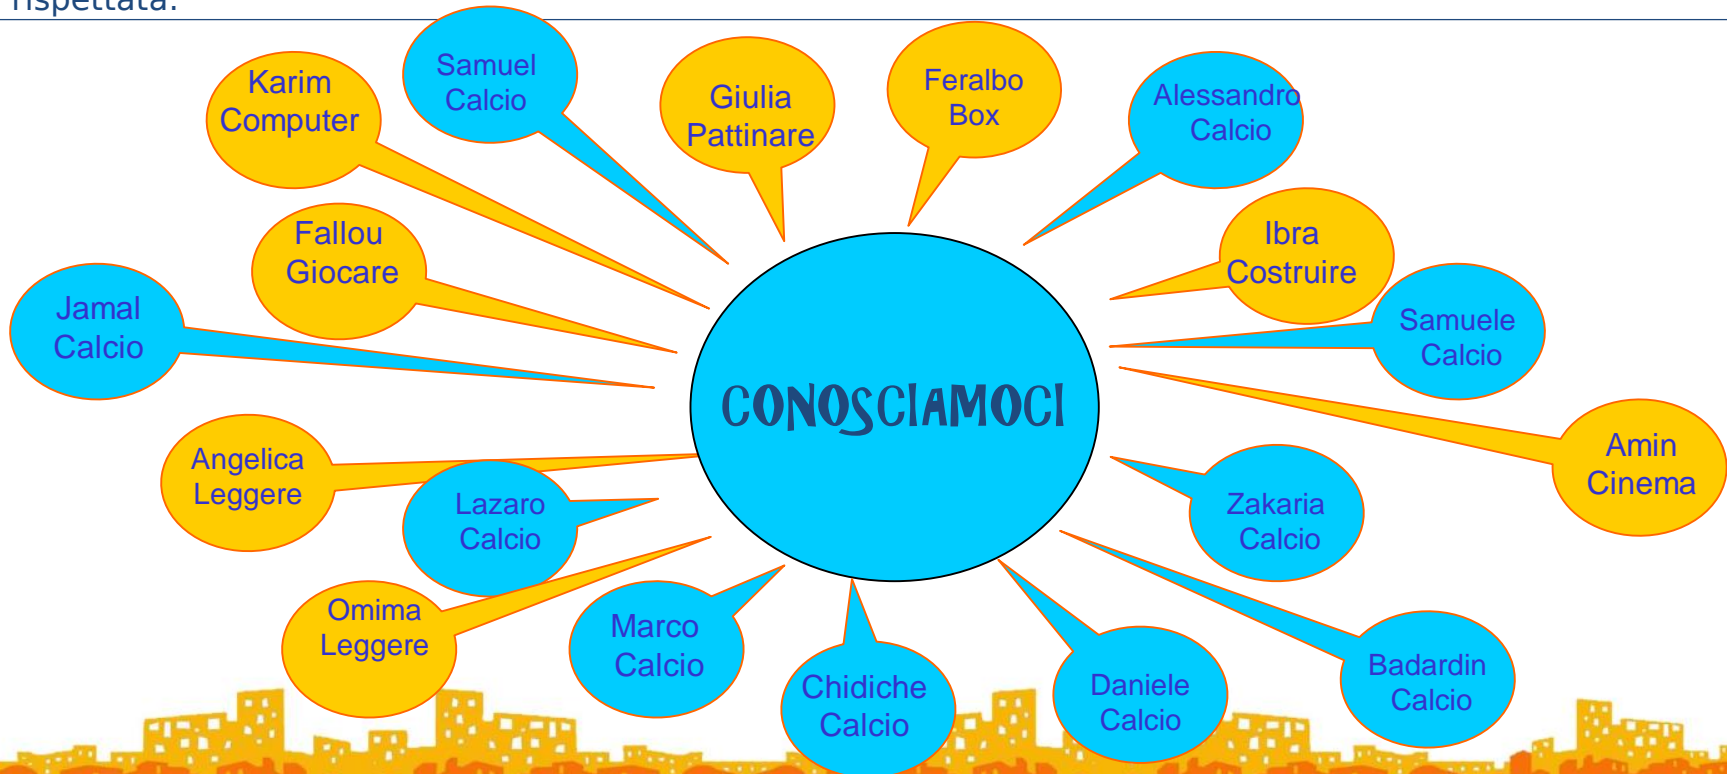 rispettata.
Karim
Computer
Samuel
Calcio
Giulia
Pattinare
Feralbo
Box
Alessandro
Calcio
Fallou
Giocare
Ibra
Costruire
Jamal
Calcio
Samuele
Calcio
CONOSCIAMOCI
Angelica
Leggere
Lazaro
Calcio
Zakaria
Calcio
Amin
Cinema
Omima
Leggere
Marco
Calcio
Chidiche
Calcio
Daniele
Calcio
Badardin
Calcio